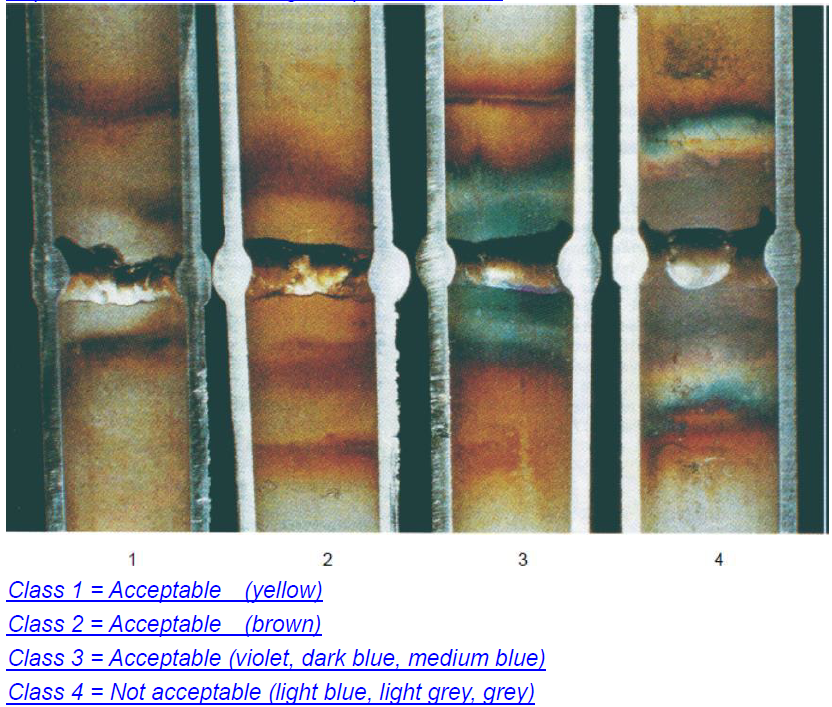 1 2 3 4
Class 1 = Acceptable (yellow)
Class 2 = Acceptable (brown)
Class 3 = Acceptable (violet, dark blue, medium blue)
Class 4 = Not acceptable (light blue, light grey, grey)